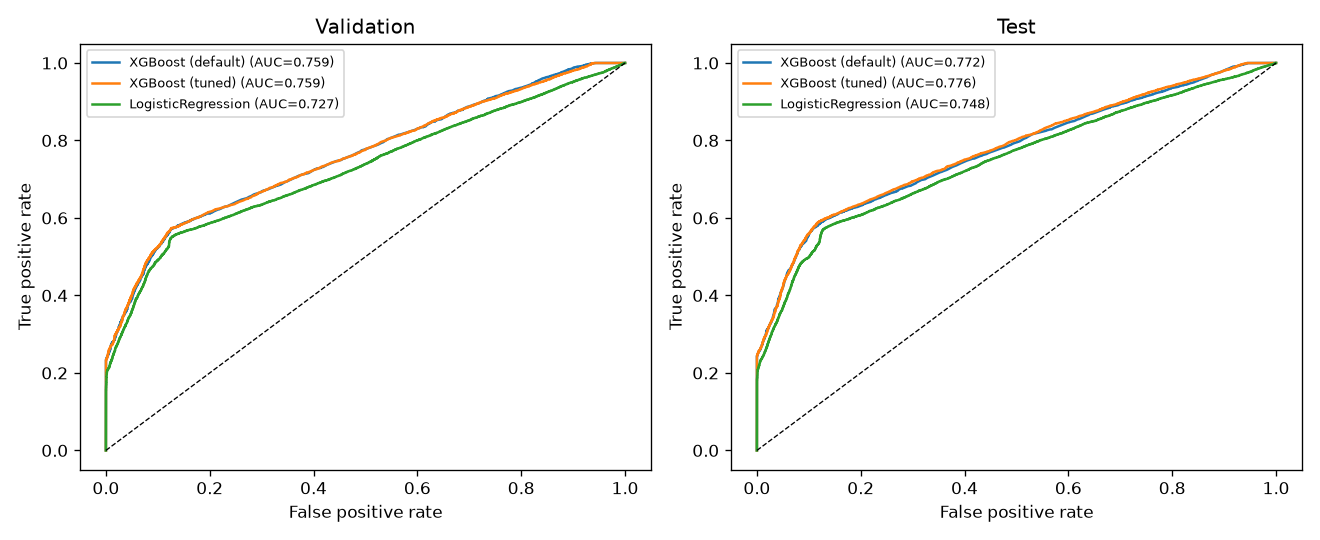 Validation
XGBoost (default) (AUC=0.759)
XGBoost (tuned) (AUC=0.759)
LogisticRegression (AUC=0.727)
1.0
0.8
0.6
0.4
0.2
0.0
True positive rate
0.0 0.2 0.4 0.6 0.8 1.0
False positive rate
Test
XGBoost (default) (AUC=0.772)
XGBoost (tuned) (AUC=0.776)
LogisticRegression (AUC=0.748)
1.0
0.8
0.6
0.4
0.2
0.0
True positive rate
0.0 0.2 0.4 0.6 0.8 1.0
False positive rate